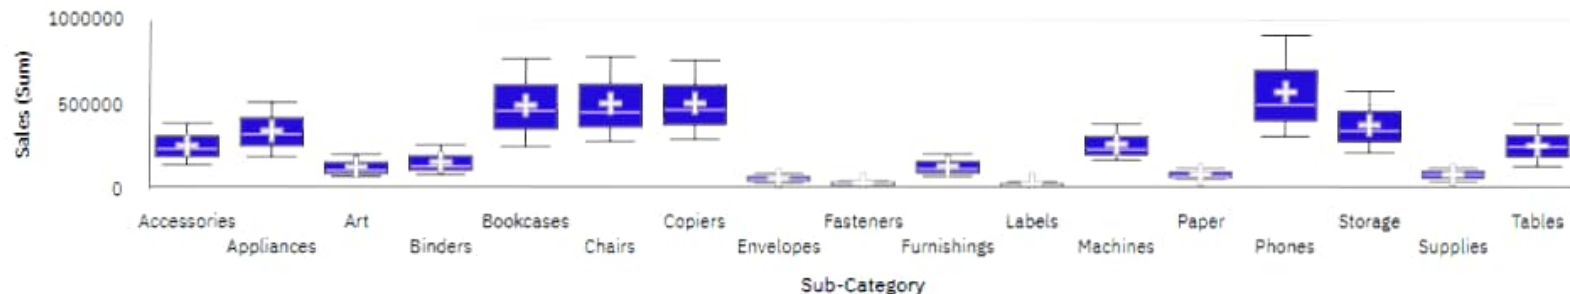 1000000
Sales (Sum)
500000
0
Accessories Art Bookcases Copiers Fasteners Labels Paper Storage Tables
Appliances Binders Chairs Envelopes Furnishings Machines Phones Supplies
Sub-Category